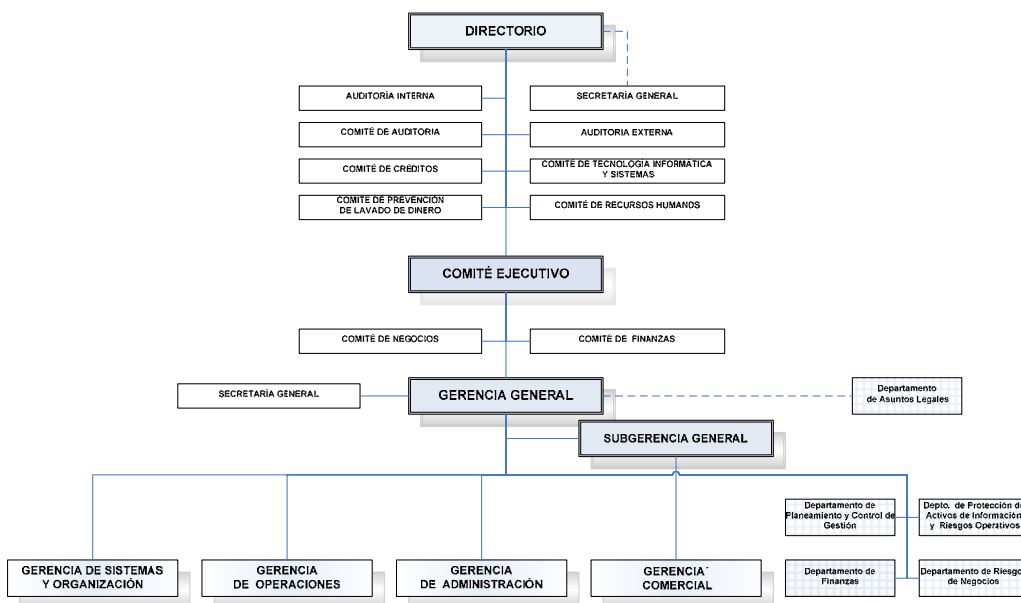 DIRECTORIO
AUDITORÍA INTERNA
SECRETARÍA GENERAL
COMITÉ DE AUDITORIA
AUDITORIA EXTERNA
COMITÉ DE CRÉDITOS
COMITÉ DE TECNOLOGIA INFORMATICA
Y SISTEMAS
COMITE DE PREVENCIÓN
DE LAVADO DE DINERO
COMITÉ DE RECURSOS HUMANOS
COMITÉ EJECUTIVO
COMITÉ DE NEGOCIOS
COMITÉ DE FINANZAS
SECRETARÍA GENERAL
GERENCIA GENERAL
Departamento
de Asuntos Legales
SUBGERENCIA GENERAL
Departamento de
Planeamiento y Control de
Gestión
Depto. de Protección de
Activos de Información
y Riesgos Operativos
GERENCIA DE SISTEMAS
Y ORGANIZACIÓN
GERENCIA
DE OPERACIONES
GERENCIA
DE ADMINISTRACIÓN
GERENCIA
COMERCIAL
Departamento de
Finanzas
Departamento de Riesgo
de Negocios